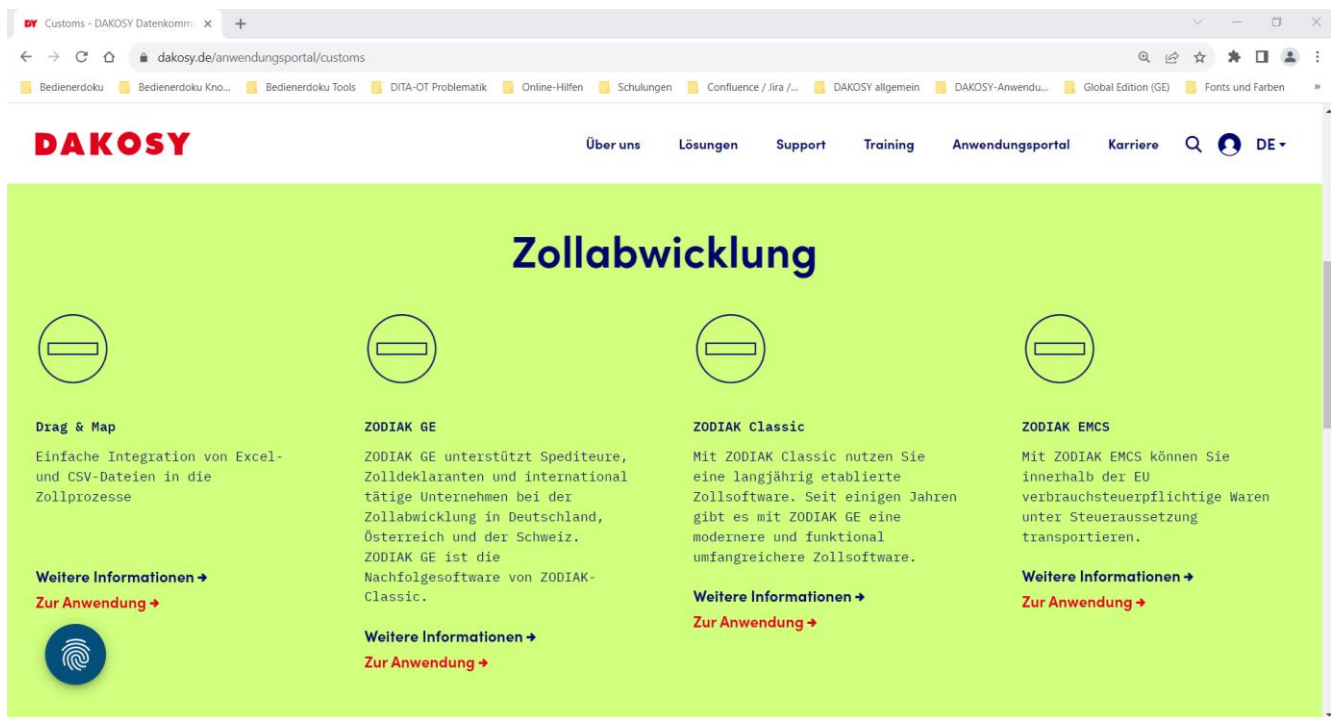 DY Customs - DAKOSY Datenkomm
dakosy.de/anwendungsportal/customs
Bedienerdoku Bedienerdoku Kno... Bedienerdoku Tools DITA-OT Problematik Online-Hilfen Schulungen Confluence / Jira /... DAKOSY allgemein DAKOSY-Anwendu... Global Edition (GE) Fonts und Farben »
DAKOSY Über uns Lösungen Support Training Anwendungsportal Karriere DE
Zollabwicklung
Drag & Map
Einfache Integration von Excel-
und CSV-Dateien in die
Zollprozesse
Weitere Informationen →
Zur Anwendung →
ZODIAK GE
ZODIAK GE unterstützt Spediteure,
Zolldeklaranten und international
tätige Unternehmen bei der
Zollabwicklung in Deutschland,
Österreich und der Schweiz.
ZODIAK GE ist die
Nachfolgesoftware von ZODIAK-
Classic.
Weitere Informationen →
Zur Anwendung →
ZODIAK Classic
Mit ZODIAK Classic nutzen Sie
eine langjährig etablierte
Zollsoftware. Seit einigen Jahren
gibt es mit ZODIAK GE eine
modernere und funktional
umfangreichere Zollsoftware.
Weitere Informationen →
Zur Anwendung →
ZODIAK EMCS
Mit ZODIAK EMCS können Sie
innerhalb der EU
verbrauchsteuerpflichtige Waren
unter Steueraussetzung
transportieren.
Weitere Informationen →
Zur Anwendung →